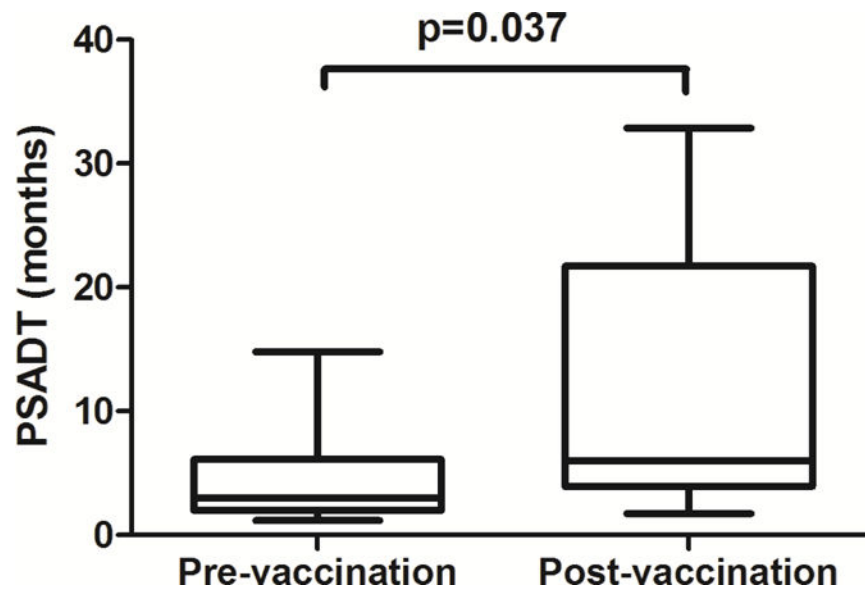 p=0.037
PSADT (months)
40
30
20
10
0
Pre-vaccination
Post-vaccination